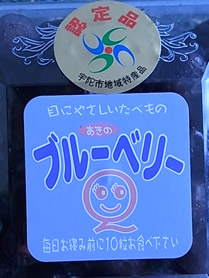 認定品
宇陀市地域特産品
目にやさしいたべもの
あきの
ブルーベリー
毎日お寝み前に10粒お食べ下さい